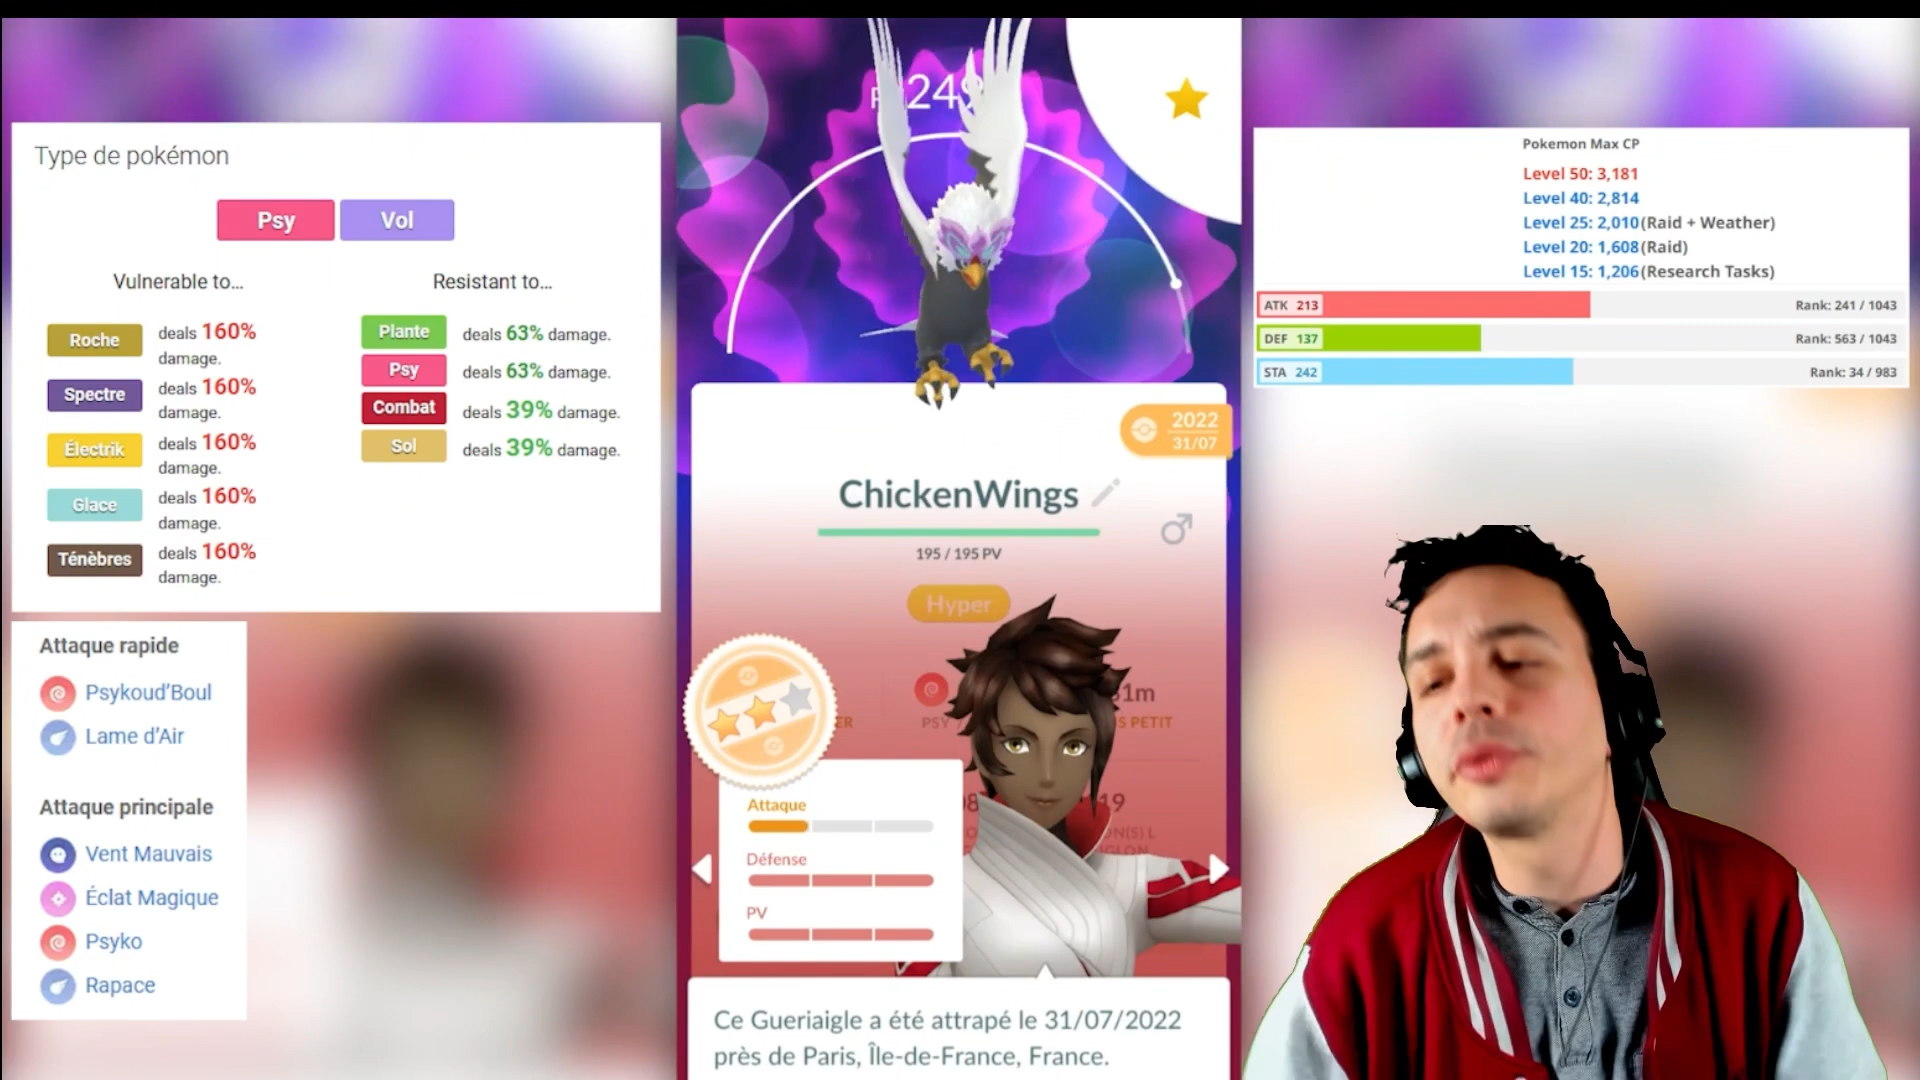 Type de pokémon
Psy
Vol
Vulnerable to...
Resistant to...
Roche
deals 160%
damage.
Spectre
deals 160%
damage.
Électrik
deals 160%
damage.
Glace
deals 160%
damage.
Ténèbres
deals 160%
damage.
Plante
deals 63% damage.
Psy
deals 63% damage.
Combat
deals 39% damage.
Sol
deals 39% damage.
Attaque rapide
Psykoud'Boul
Lame d'Air
Attaque principale
Vent Mauvais
Éclat Magique
Psyko
Rapace
2022
31/07
ChickenWings
195 / 195 PV
Hyper
PSY
S PETIT
Attaque
Défense
PV
Ce Gueriaigle a été attrapé le 31/07/2022
près de Paris, Île-de-France, France.
Pokemon Max CP
Level 50: 3,181
Level 40: 2,814
Level 25: 2,010(Raid + Weather)
Level 20: 1,608(Raid)
Level 15: 1,206(Research Tasks)
ATK 213
Rank: 241 / 1043
DEF 137
Rank: 563 / 1043
STA 242
Rank: 34 / 983